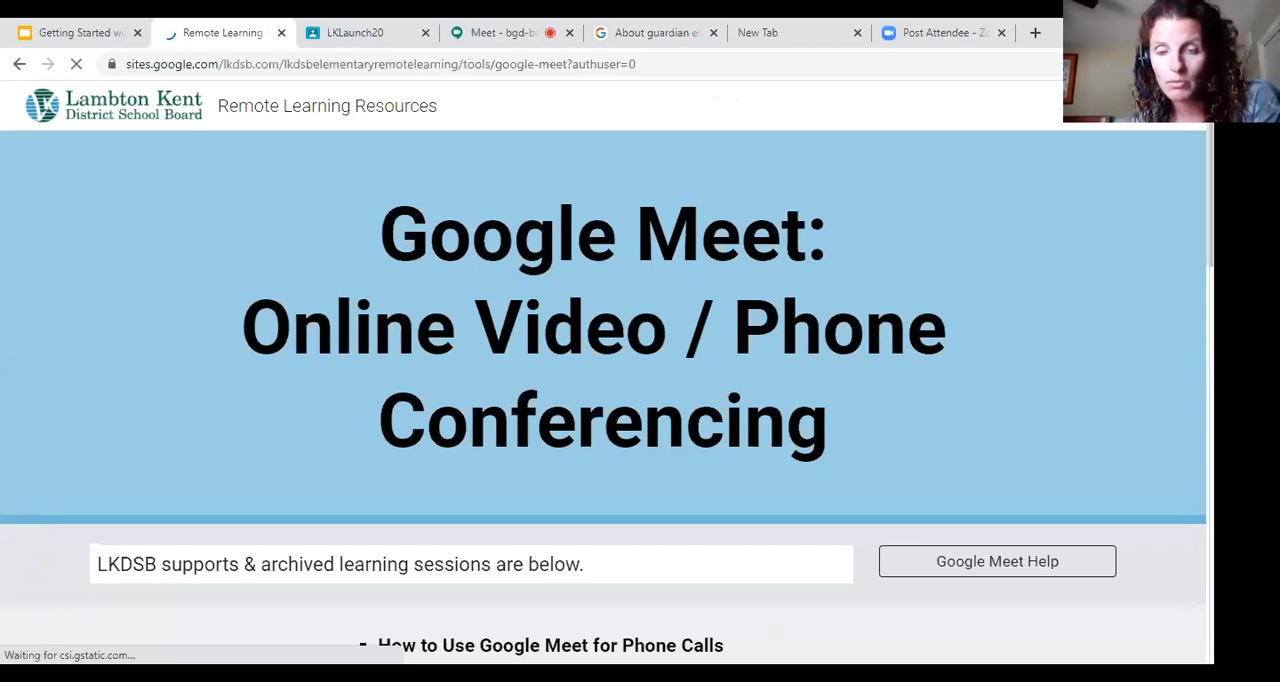 Getting Started w
Remote Learning
LKLaunch20
Meet - bgd-b
About guardian e
New Tab
Post Attendee - Z
sites.google.com/lkdsb.com/lkdsbelementaryremotelearning/tools/google-meet?authuser=0
Lambton Kent
District School Board
Remote Learning Resources
Google Meet:
Online Video / Phone
Conferencing
LKDSB supports & archived learning sessions are below.
Google Meet Help
How to Use Google Meet for Phone Calls
Waiting for csi.gstatic.com...